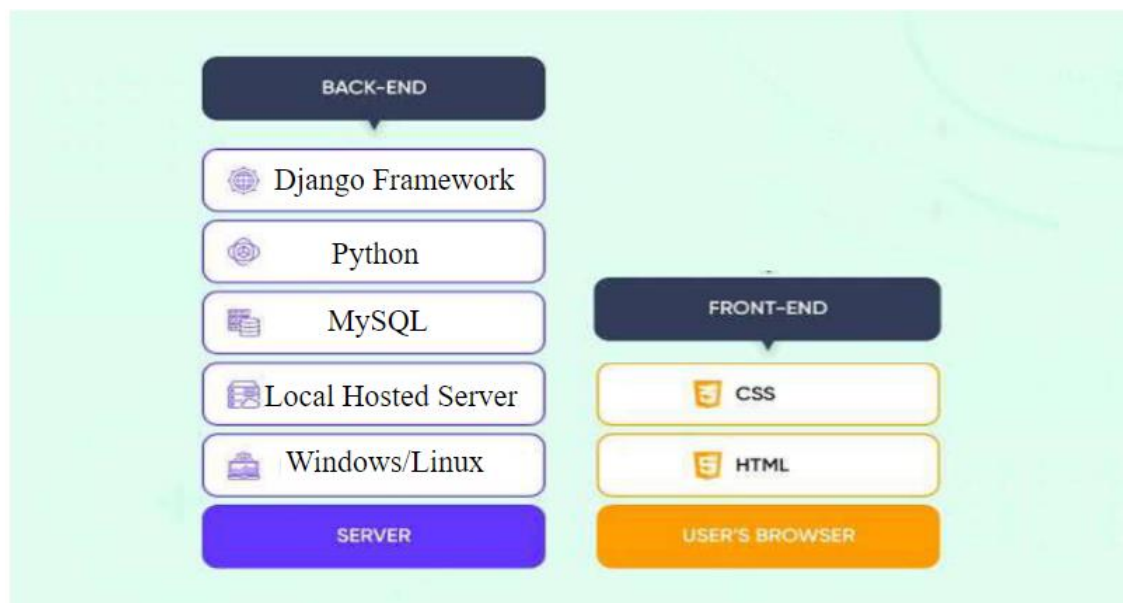 BACK-END
Django Framework
Python
MySQL
Local Hosted Server
Windows/Linux
SERVER
FRONT-END
CSS
HTML
USER'S BROWSER